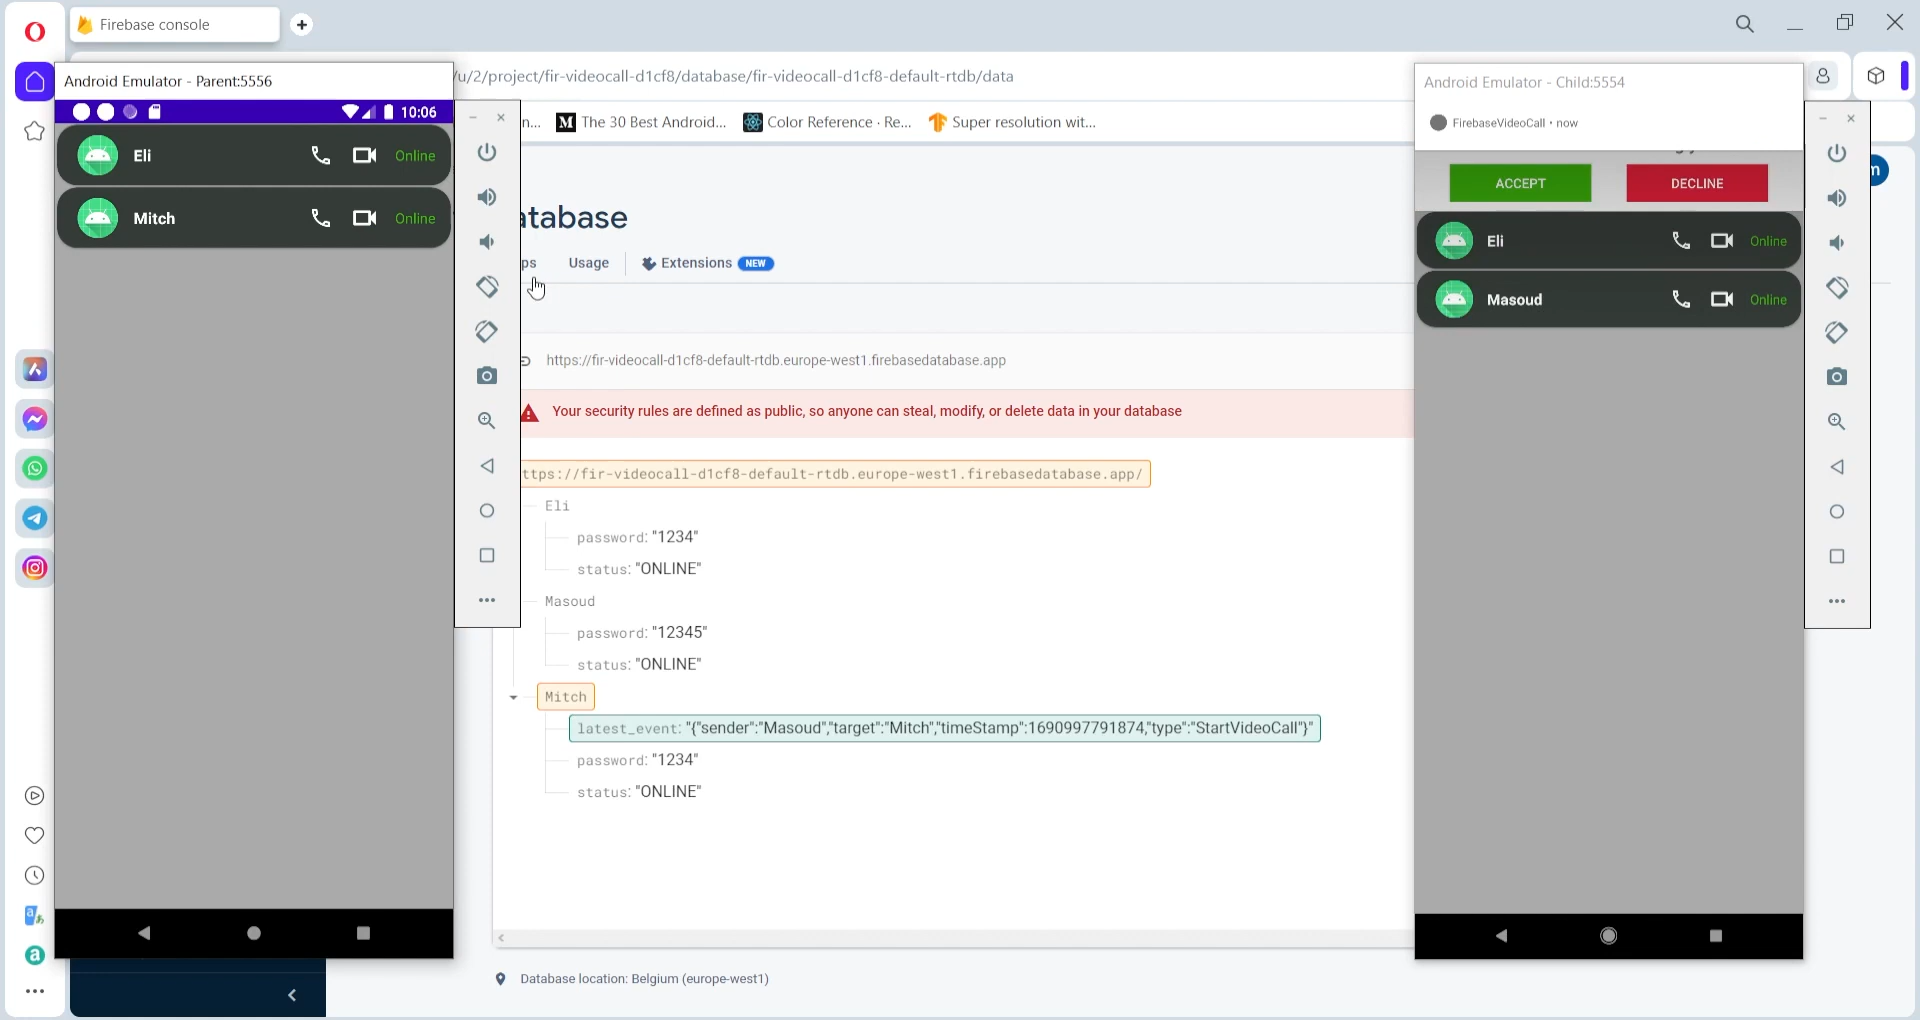 Firebase console
Android Emulator - Parent:5556
/u/2/project/fir-videocall-d1cf8/database/fir-videocall-d1cf8-default-rtdb/data
Android Emulator - Child:5554
10:06
n...
The 30 Best Android...
Color Reference · Re...
Super resolution wit...
FirebaseVideoCall • now
Eli
Online
Mitch
Online
ACCEPT
DECLINE
Eli
Online
Masoud
Online
atabase
ps
Usage
Extensions
NEW
https://fir-videocall-d1cf8-default-rtdb.europe-west1.firebasedatabase.app
Your security rules are defined as public, so anyone can steal, modify, or delete data in your database
ttps://fir-videocall-d1cf8-default-rtdb.europe-west1.firebasedatabase.app/
Eli
password: "1234"
status: "ONLINE"
Masoud
password: "12345"
status: "ONLINE"
Mitch
latest_event: "{"sender":"Masoud","target":"Mitch","timeStamp":1690997791874,"type":"StartVideoCall"}"
password: "1234"
status: "ONLINE"
Database location: Belgium (europe-west1)